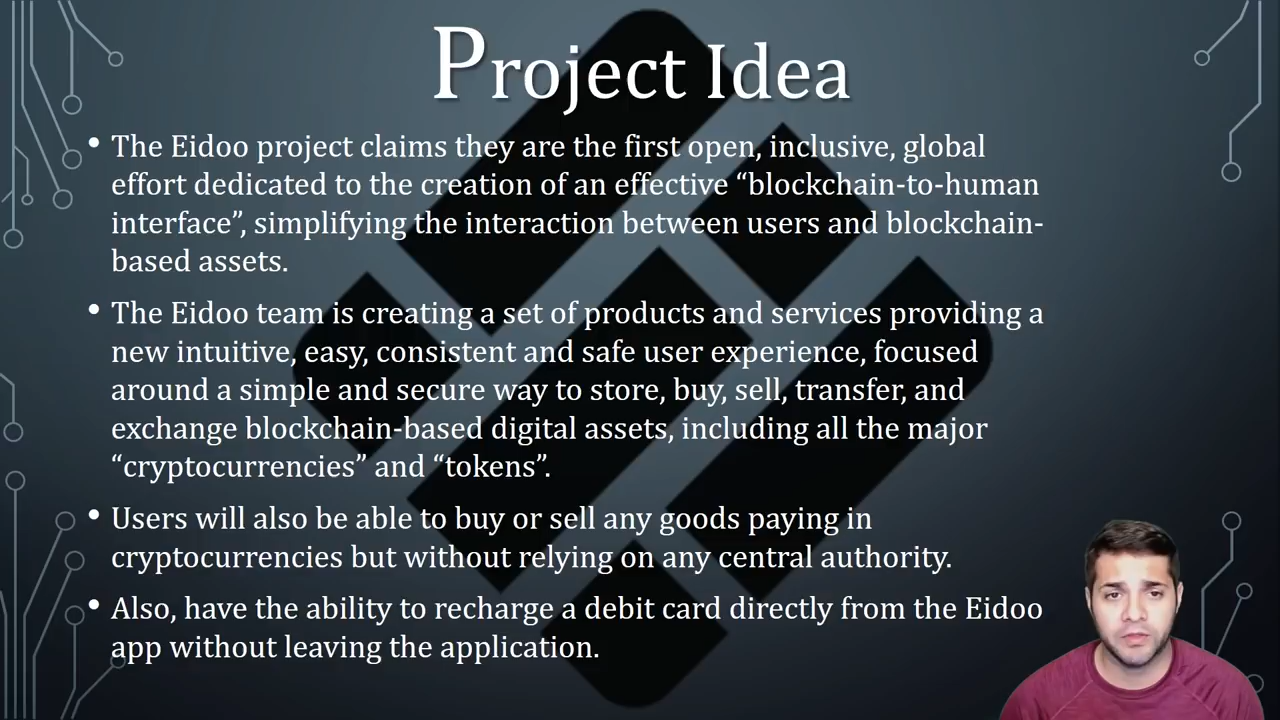 Project Idea
• The Eidoo project claims they are the first open, inclusive, global
effort dedicated to the creation of an effective “blockchain-to-human
interface”, simplifying the interaction between users and blockchain-
based assets.
• The Eidoo team is creating a set of products and services providing a
new intuitive, easy, consistent and safe user experience, focused
around a simple and secure way to store, buy, sell, transfer, and
exchange blockchain-based digital assets, including all the major
“cryptocurrencies” and “tokens”.
• Users will also be able to buy or sell any goods paying in
cryptocurrencies but without relying on any central authority.
• Also, have the ability to recharge a debit card directly from the Eidoo
app without leaving the application.